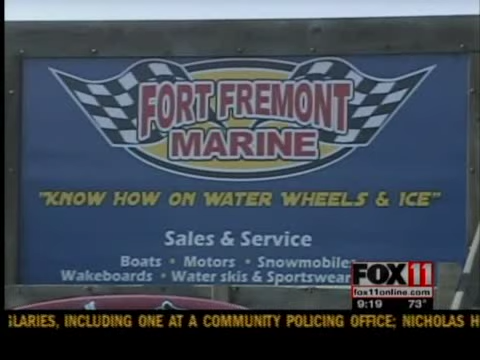 FORT FREMONT
MARINE
"KNOW HOW ON WATER WHEELS & ICE"
Sales & Service
Boats • Motors • Snowmobiles
Wakeboards • Water skis & Sportswear
FOX 11
fox11online.com
9:19 73°
GLARIES, INCLUDING ONE AT A COMMUNITY POLICING OFFICE; NICHOLAS H